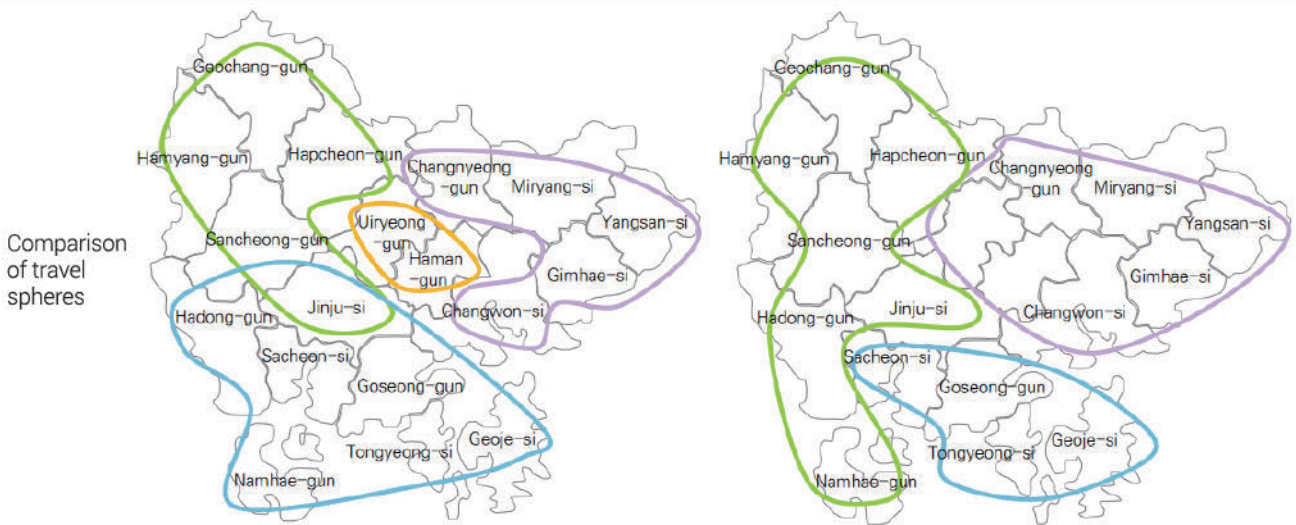 Comparison
of travel
spheres
Geochang-gun
Hamyang-gun
Hapcheon-gun
Changnyeong
-gun
Miryang-si
Yangsan-si
Uiryeong
-gun
Sancheong-gun
Haman
-gun
Gimhae-si
Hadong-gun
Jinju-si
Changwon-si
Sacheon-si
Goseong-gun
Geoje-si
Tongyeong-si
Namhae-gun
Geochang-gun
Hamyang-gun
Hapcheon-gun
Changnyeong
-gun
Miryang-si
Yangsan-si
Sancheong-gun
Gimhae-si
Hadong-gun
Jinju-si
Changwon-si
Sacheon-si
Goseong-gun
Geoje-si
Tongyeong-si
Namhae-gun